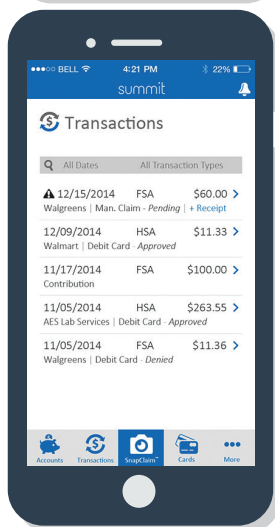 BELL 4:21 PM 22%
summit
$ Transactions
All Dates All Transaction Types
12/15/2014 FSA $60.00 >
Walgreens | Man. Claim - Pending | + Receipt
12/09/2014 HSA $11.33 >
Walmart | Debit Card - Approved
11/17/2014 FSA $100.00 >
Contribution
11/05/2014 HSA $263.55 >
AES Lab Services | Debit Card - Approved
11/05/2014 FSA $11.36 >
Walgreens | Debit Card - Denied
$
Accounts Transactions SnapClaim™ Cards More